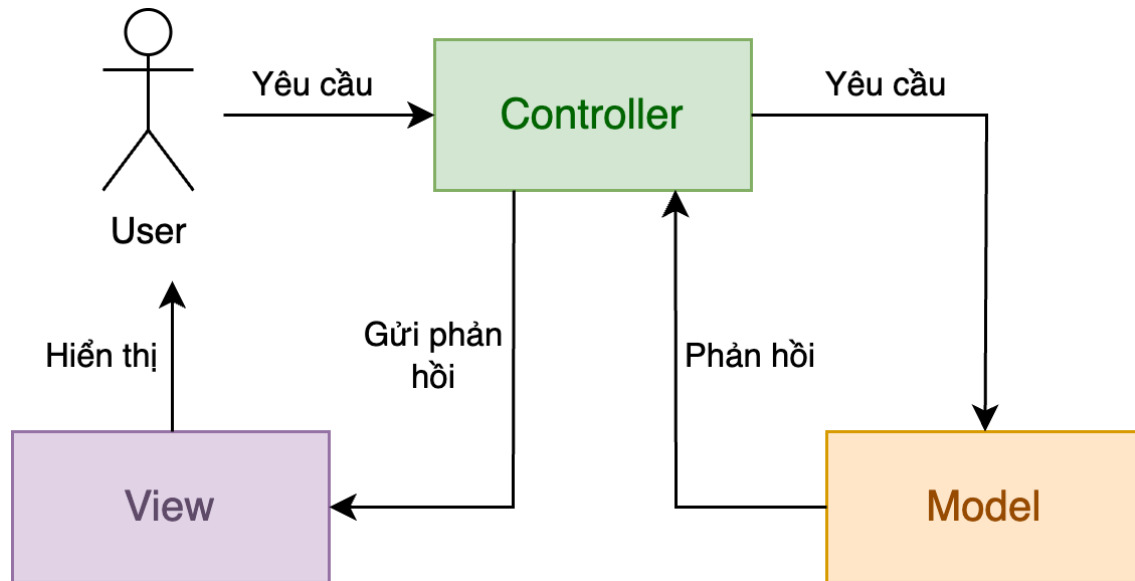 Yêu cầu
Controller
Yêu cầu
User
Hiển thị
Gửi phản
hồi
Phản hồi
View
Model